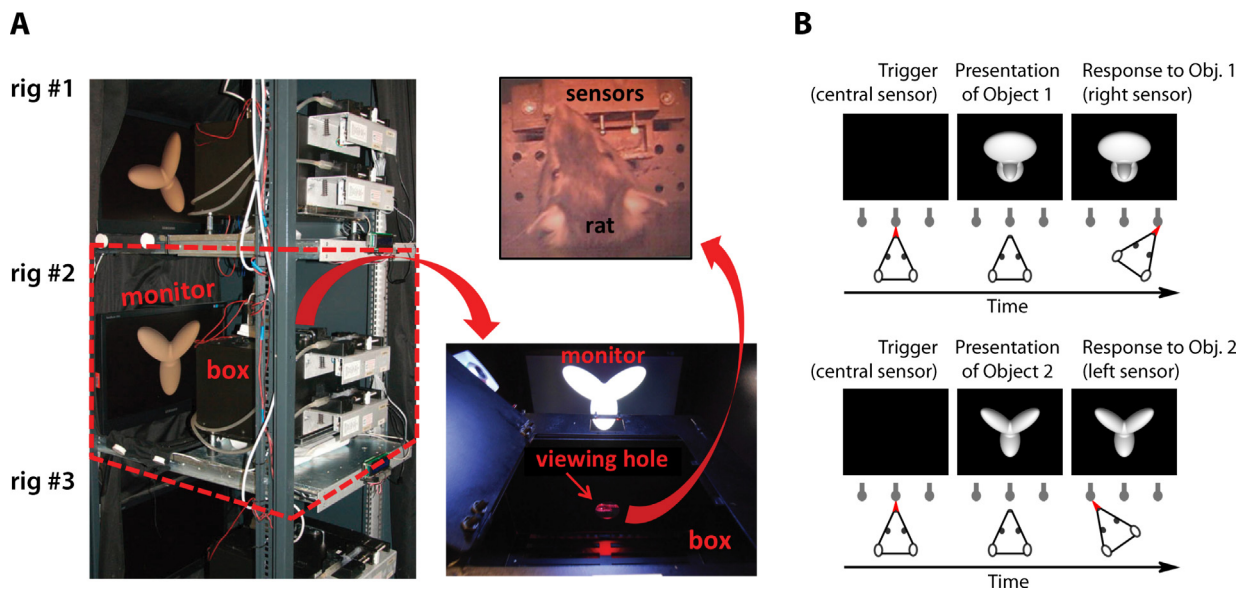 A
rig #1
rig #2
rig #3
monitor
box
sensors
rat
monitor
viewing hole
box
B
Trigger
(central sensor)
Presentation
of Object 1
Response to Obj. 1
(right sensor)
Time
Trigger
(central sensor)
Presentation
of Object 2
Response to Obj. 2
(left sensor)
Time